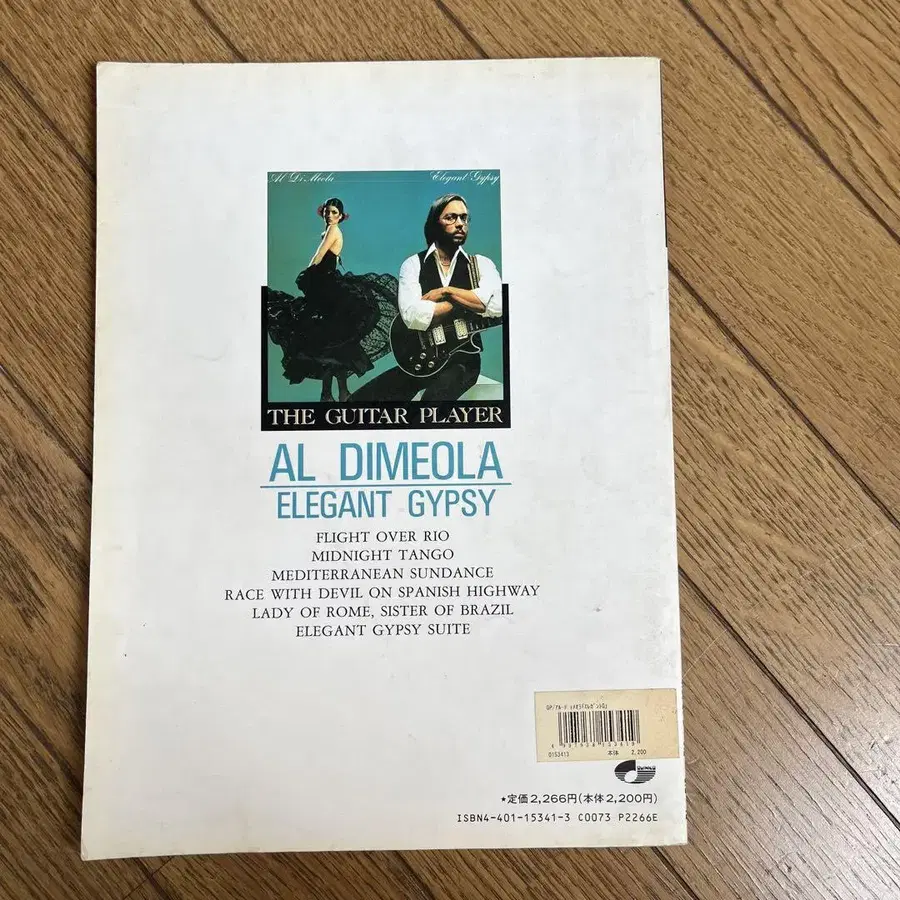 Al Di Meola
Elegant Gypsy
THE GUITAR PLAYER
AL DIMEOLA
ELEGANT GYPSY
FLIGHT OVER RIO
MIDNIGHT TANGO
MEDITERRANEAN SUNDANCE
RACE WITH DEVIL ON SPANISH HIGHWAY
LADY OF ROME, SISTER OF BRAZIL
ELEGANT GYPSY SUITE
0153413 本体 2,200
★定価2,266円(本体2,200円)
ISBN4-401-15341-3 C0073 P2266E